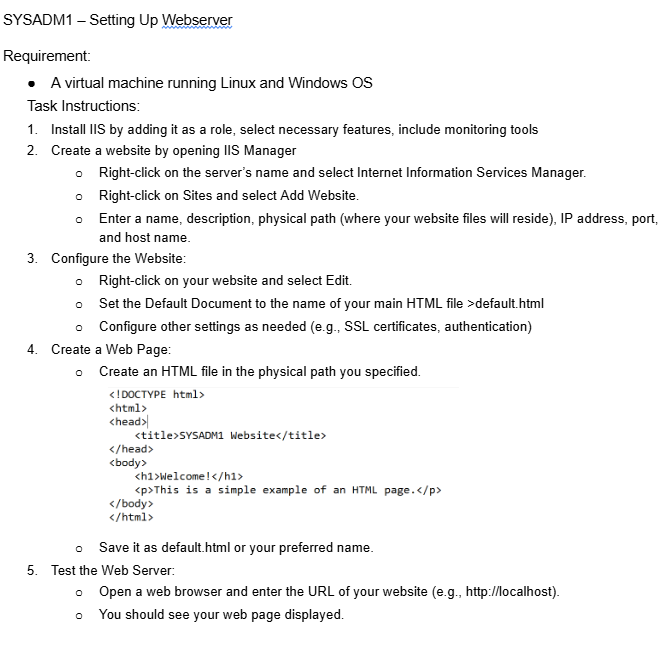 SYSADM1 – Setting Up Webserver
Requirement:
● A virtual machine running Linux and Windows OS
Task Instructions:
1. Install IIS by adding it as a role, select necessary features, include monitoring tools
2. Create a website by opening IIS Manager
o Right-click on the server's name and select Internet Information Services Manager.
o Right-click on Sites and select Add Website.
o Enter a name, description, physical path (where your website files will reside), IP address, port,
and host name.
3. Configure the Website:
o Right-click on your website and select Edit.
o Set the Default Document to the name of your main HTML file >default.html
o Configure other settings as needed (e.g., SSL certificates, authentication)
4. Create a Web Page:
o Create an HTML file in the physical path you specified.
<!DOCTYPE html>
<html>
<head>
<title>SYSADM1 Website</title>
</head>
<body>
<h1>Welcome!</h1>
<p>This is a simple example of an HTML page.</p>
</body>
</html>
o Save it as default.html or your preferred name.
5. Test the Web Server:
o Open a web browser and enter the URL of your website (e.g., http://localhost).
o You should see your web page displayed.